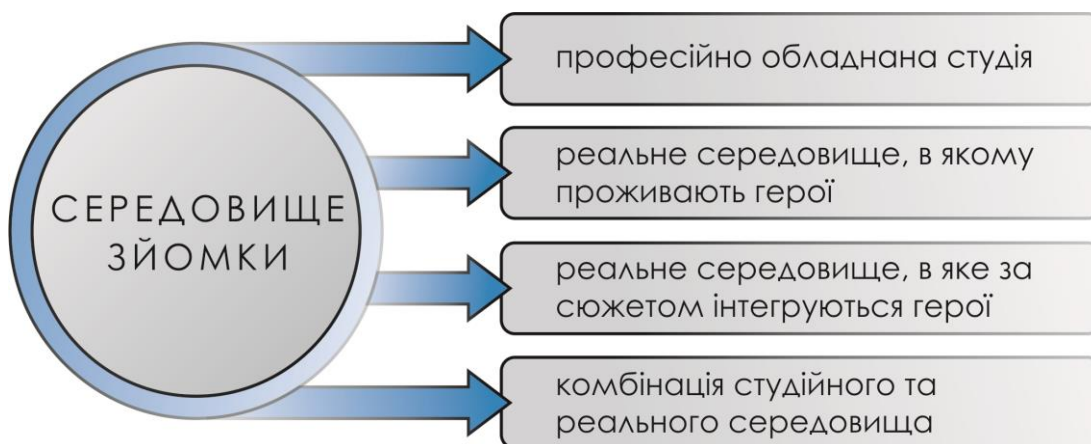 СЕРЕДОВИЩЕ
ЗЙОМКИ
професійно обладнана студія
реальне середовище, в якому
проживають герої
реальне середовище, в яке за
сюжетом інтегруються герої
комбінація студійного та
реального середовища